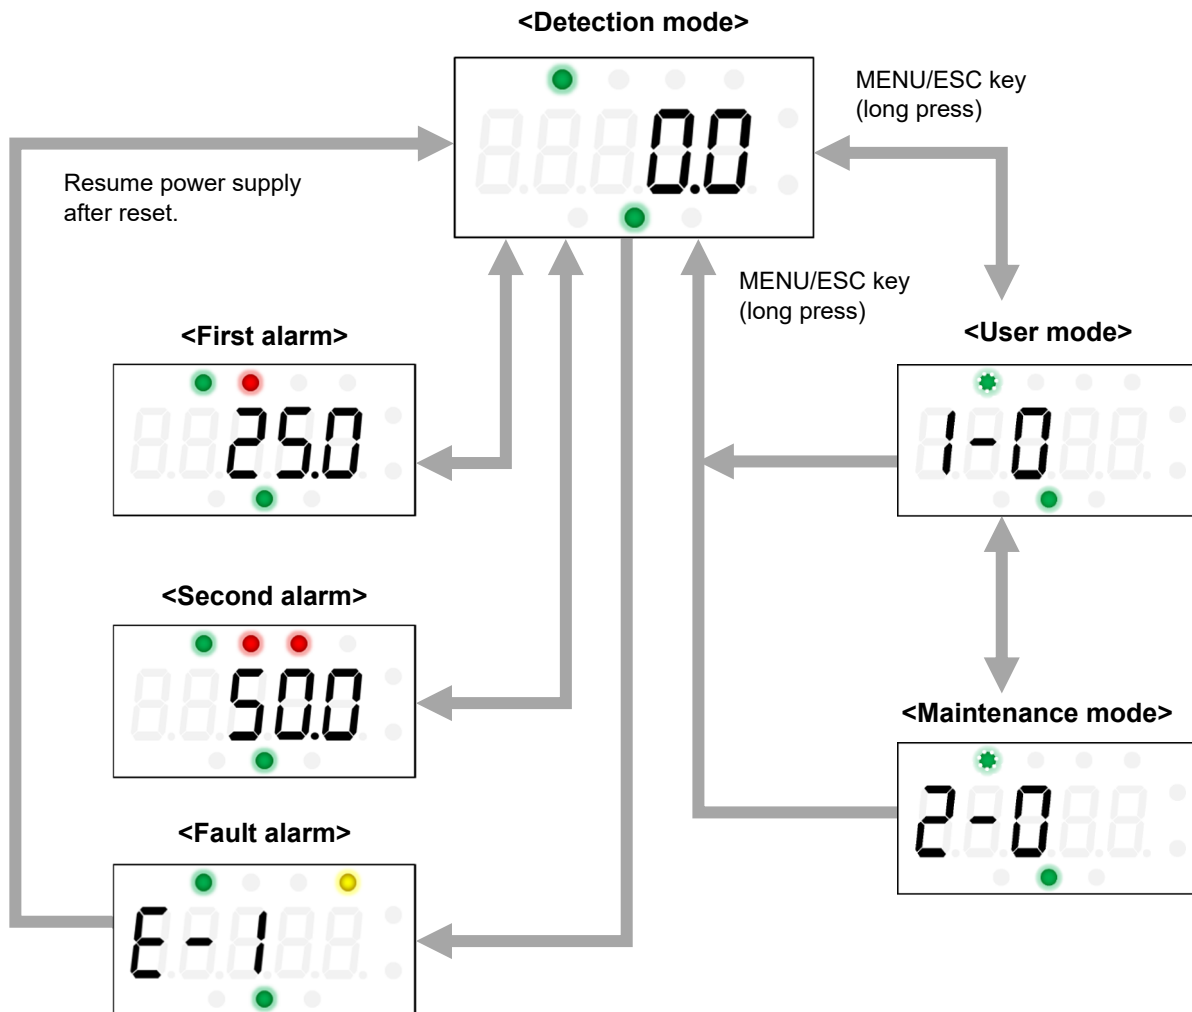 <Detection mode>
0.0
MENU/ESC key
(long press)
Resume power supply
after reset.
MENU/ESC key
(long press)
<First alarm>
25.0
<User mode>
1-0
<Second alarm>
50.0
<Maintenance mode>
2-0
<Fault alarm>
E-1